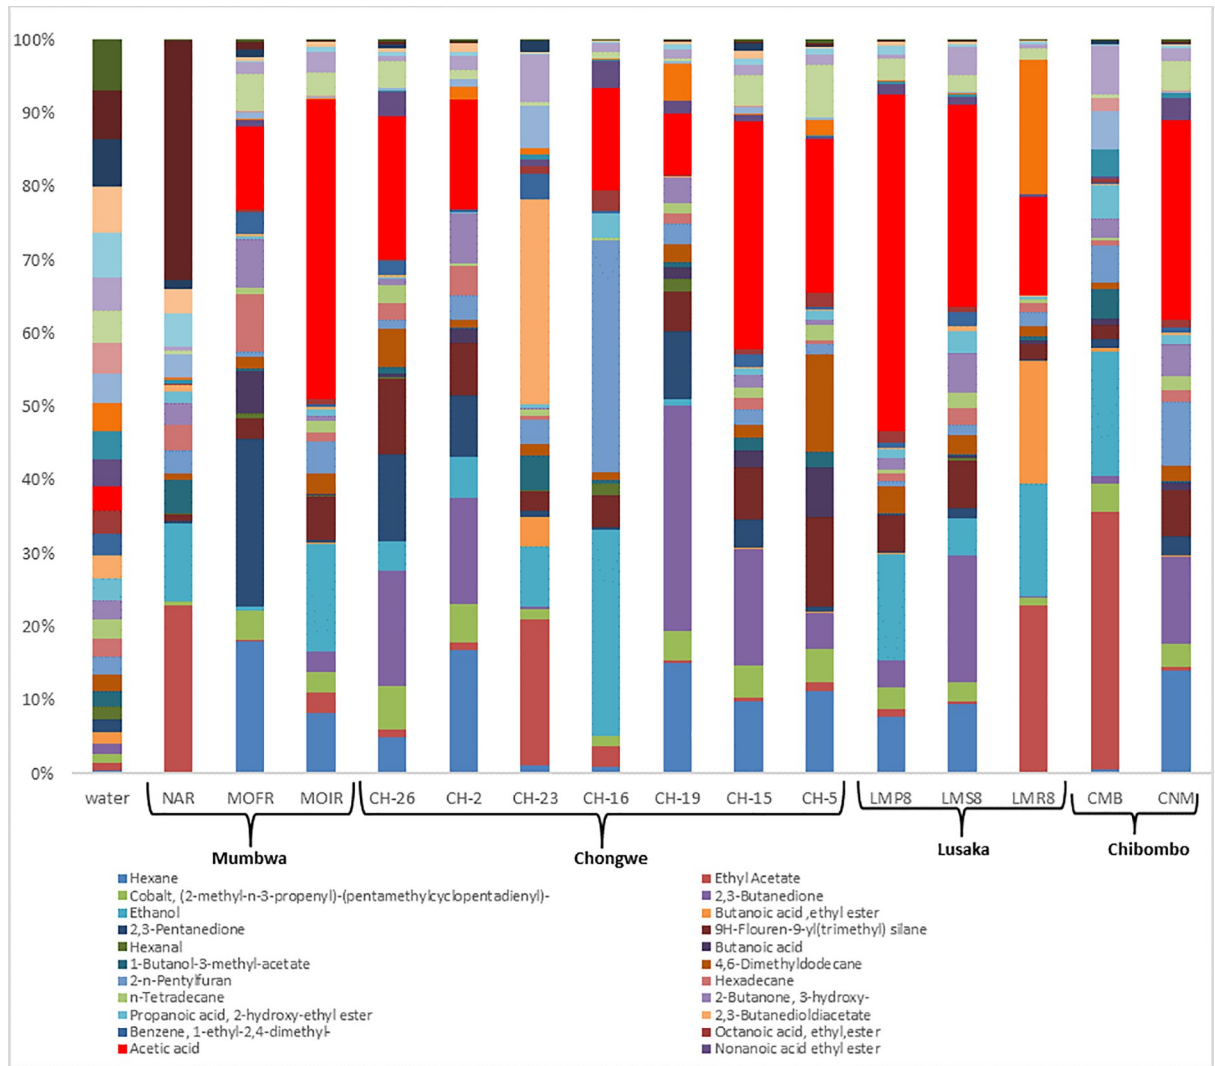 100%
90%
80%
70%
60%
50%
40%
30%
20%
10%
0%
water NAR MOFR MOIR CH-26 CH-2 CH-23 CH-16 CH-19 CH-15 CH-5 LMP8 LMS8 LMR8 CMB CNM
Mumbwa Chongwe Lusaka Chibombo
Hexane Ethyl Acetate
Cobalt, (2-methyl-n-3-propenyl)-(pentamethylcyclopentadienyl)- 2,3-Butanedione
Ethanol Butanoic acid ,ethyl ester
2,3-Pentanedione 9H-Flouren-9-yl(trimethyl) silane
Hexanal Butanoic acid
1-Butanol-3-methyl-acetate 4,6-Dimethyldodecane
2-n-Pentylfuran Hexadecane
n-Tetradecane 2-Butanone, 3-hydroxy-
Propanoic acid, 2-hydroxy-ethyl ester 2,3-Butanedioldiacetate
Benzene, 1-ethyl-2,4-dimethyl- Octanoic acid, ethyl,ester
Acetic acid Nonanoic acid ethyl ester